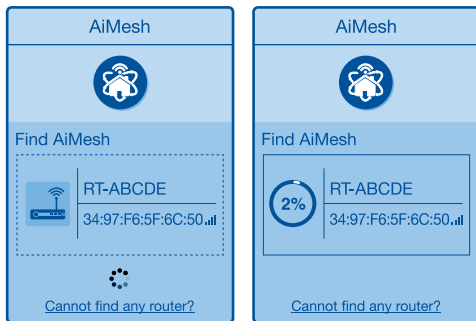 AiMesh
Find AiMesh
RT-ABCDE
34:97:F6:5F:6C:50
Cannot find any router?
AiMesh
Find AiMesh
2%
RT-ABCDE
34:97:F6:5F:6C:50
Cannot find any router?